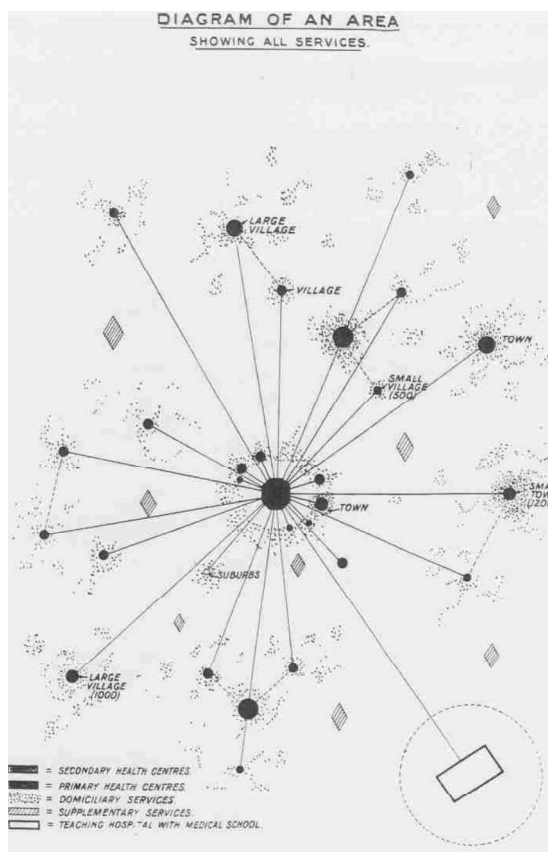 DIAGRAM OF AN AREA
SHOWING ALL SERVICES.
LARGE
VILLAGE
VILLAGE
TOWN
SMALL
VILLAGE
(500)
TOWN
SUBURBS
LARGE
VILLAGE
(1000)
= SECONDARY HEALTH CENTRES.
= PRIMARY HEALTH CENTRES.
= DOMICILIARY SERVICES.
= SUPPLEMENTARY SERVICES.
= TEACHING HOSPITAL WITH MEDICAL SCHOOL.